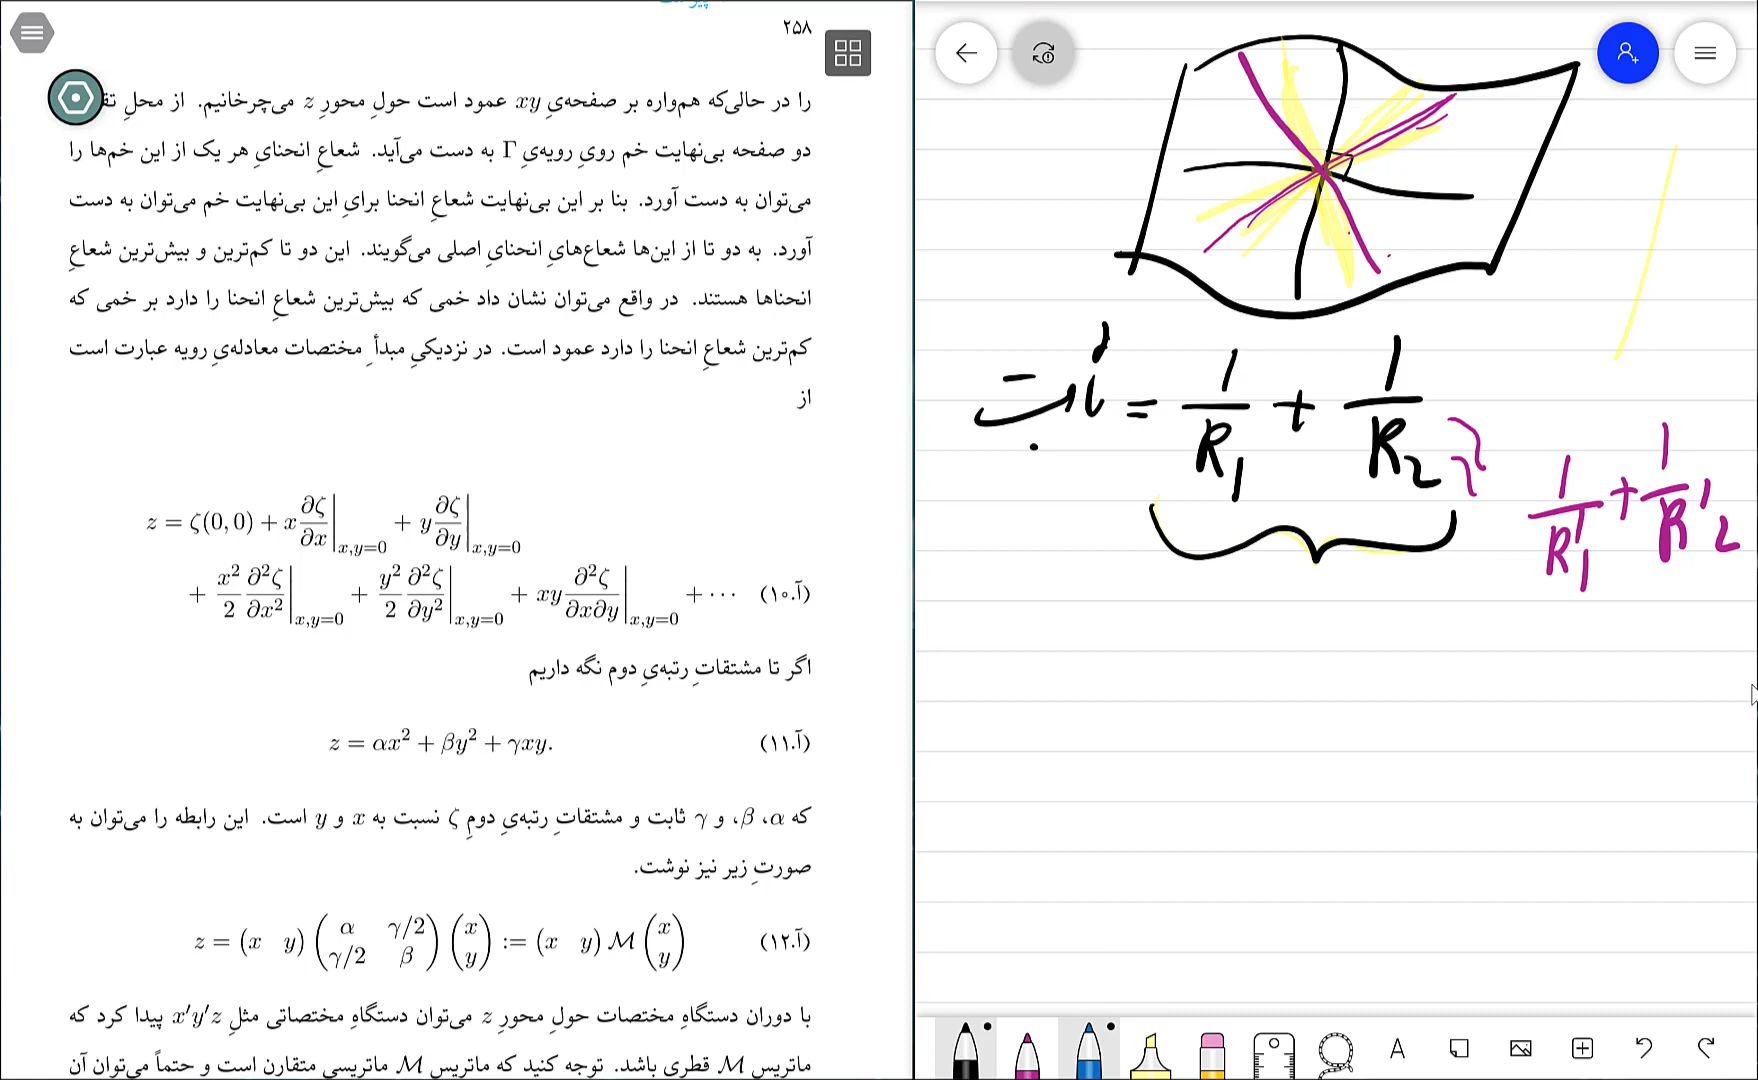 ۲۵۸
را در حالی‌که همواره بر صفحه‌یِ xy عمود است حولِ محورِ z می‌چرخانیم. از محلِ تق
دو صفحه بی‌نهایت خم رویِ رویه‌یِ Γ به دست می‌آید. شعاعِ انحنایِ هر یک از این خم‌ها را
می‌توان به دست آورد. بنا بر این بی‌نهایت شعاعِ انحنا برایِ این بی‌نهایت خم می‌توان به دست
آورد. به دو تا از این‌ها شعاع‌هایِ انحنایِ اصلی می‌گویند. این دو تا کم‌ترین و بیش‌ترین شعاعِ
انحناها هستند. در واقع می‌توان نشان داد خمی که بیش‌ترین شعاعِ انحنا را دارد بر خمی که
کم‌ترین شعاعِ انحنا را دارد عمود است. در نزدیکیِ مبدأِ مختصات معادله‌یِ رویه عبارت است
از
z = ζ(0, 0) + x ∂ζ/∂x |x,y=0 + y ∂ζ/∂y |x,y=0
+ x²/2 ∂²ζ/∂x² |x,y=0 + y²/2 ∂²ζ/∂y² |x,y=0 + xy ∂²ζ/∂x∂y |x,y=0 + ··· (آ.۱۰)
اگر تا مشتقاتِ رتبه‌یِ دوم نگه داریم
z = αx² + βy² + γxy. (آ.۱۱)
که α، β، و γ ثابت و مشتقاتِ رتبه‌یِ دومِ ζ نسبت به x و y است. این رابطه را می‌توان به
صورتِ زیر نیز نوشت.
z = (x y) (α γ/2 γ/2 β) (x y) := (x y) M (x y) (آ.۱۲)
با دوران دستگاهِ مختصات حولِ محورِ z می‌توان دستگاهِ مختصاتی مثلِ x′y′z پیدا کرد که
ماتریس M قطری باشد. توجه کنید که ماتریس M ماتریسی متقارن است و حتماً می‌توان آن
= 1/R₁ + 1/R₂
1/R′₁ + 1/R′₂
A